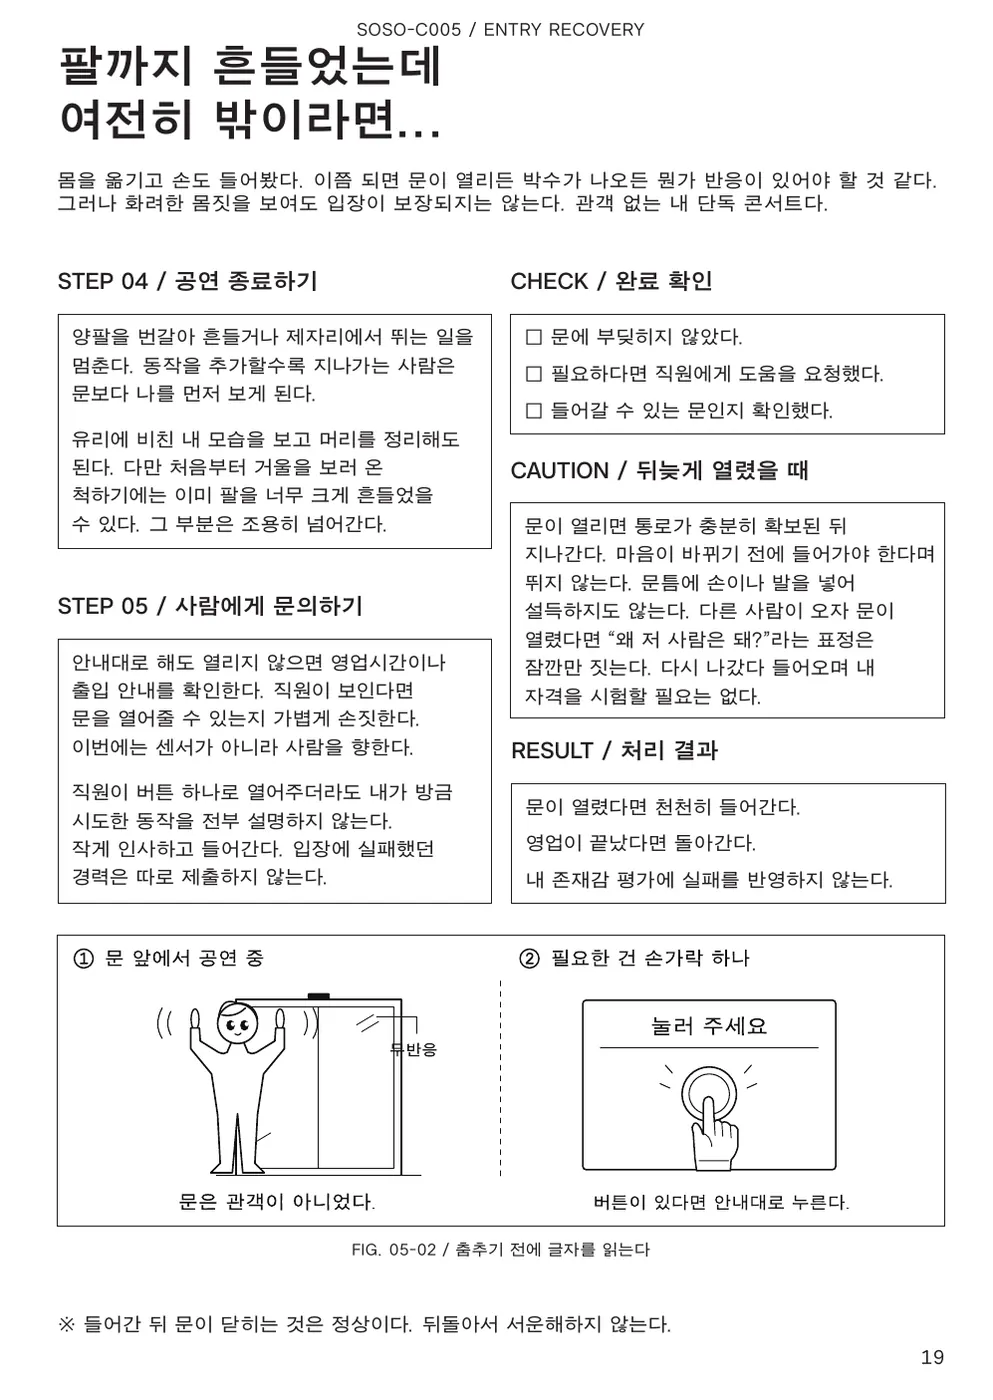 SOSO-C005 / ENTRY RECOVERY
팔까지 흔들었는데
여전히 밖이라면...
몸을 옮기고 손도 들어봤다. 이쯤 되면 문이 열리든 박수가 나오든 뭔가 반응이 있어야 할 것 같다.
그러나 화려한 몸짓을 보여도 입장이 보장되지는 않는다. 관객 없는 내 단독 콘서트다.
STEP 04 / 공연 종료하기
양팔을 번갈아 흔들거나 제자리에서 뛰는 일을
멈춘다. 동작을 추가할수록 지나가는 사람은
문보다 나를 먼저 보게 된다.
유리에 비친 내 모습을 보고 머리를 정리해도
된다. 다만 처음부터 거울을 보러 온
척하기에는 이미 팔을 너무 크게 흔들었을
수 있다. 그 부분은 조용히 넘어간다.
STEP 05 / 사람에게 문의하기
안내대로 해도 열리지 않으면 영업시간이나
출입 안내를 확인한다. 직원이 보인다면
문을 열어줄 수 있는지 가볍게 손짓한다.
이번에는 센서가 아니라 사람을 향한다.
직원이 버튼 하나로 열어주더라도 내가 방금
시도한 동작을 전부 설명하지 않는다.
작게 인사하고 들어간다. 입장에 실패했던
경력은 따로 제출하지 않는다.
CHECK / 완료 확인
□ 문에 부딪히지 않았다.
□ 필요하다면 직원에게 도움을 요청했다.
□ 들어갈 수 있는 문인지 확인했다.
CAUTION / 뒤늦게 열렸을 때
문이 열리면 통로가 충분히 확보된 뒤
지나간다. 마음이 바뀌기 전에 들어가야 한다며
뛰지 않는다. 문틈에 손이나 발을 넣어
설득하지도 않는다. 다른 사람이 오자 문이
열렸다면 “왜 저 사람은 돼?”라는 표정은
잠깐만 짓는다. 다시 나갔다 들어오며 내
자격을 시험할 필요는 없다.
RESULT / 처리 결과
문이 열렸다면 천천히 들어간다.
영업이 끝났다면 돌아간다.
내 존재감 평가에 실패를 반영하지 않는다.
① 문 앞에서 공연 중
무반응
문은 관객이 아니었다.
② 필요한 건 손가락 하나
눌러 주세요
버튼이 있다면 안내대로 누른다.
FIG. 05-02 / 춤추기 전에 글자를 읽는다
※ 들어간 뒤 문이 닫히는 것은 정상이다. 뒤돌아서 서운해하지 않는다.
19